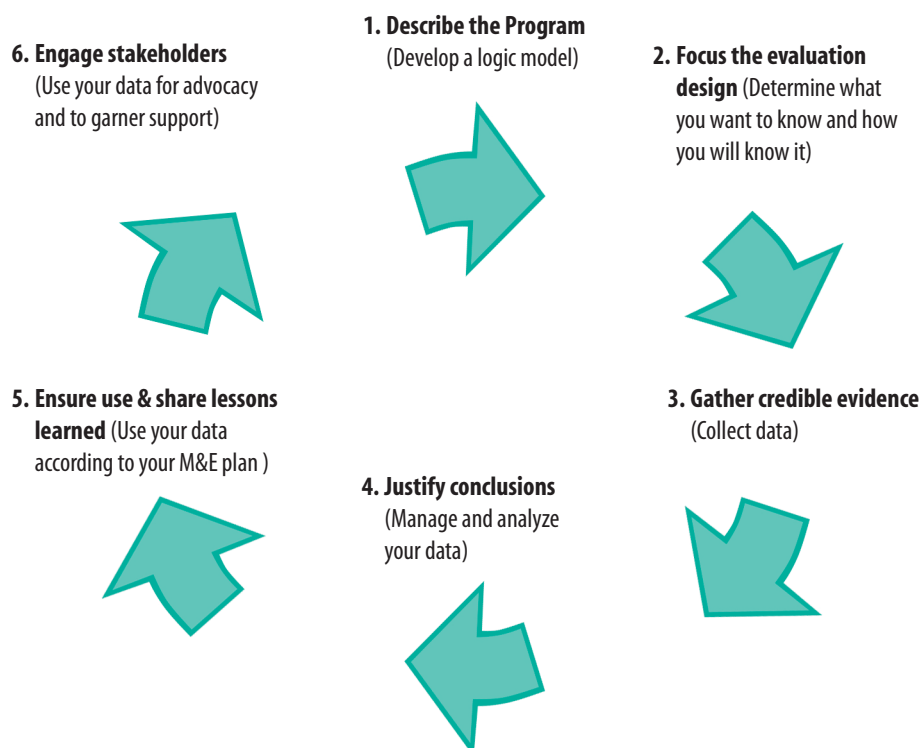 1. Describe the Program
(Develop a logic model)
2. Focus the evaluation
design (Determine what
you want to know and how
you will know it)
3. Gather credible evidence
(Collect data)
4. Justify conclusions
(Manage and analyze
your data)
5. Ensure use & share lessons
learned (Use your data
according to your M&E plan )
6. Engage stakeholders
(Use your data for advocacy
and to garner support)